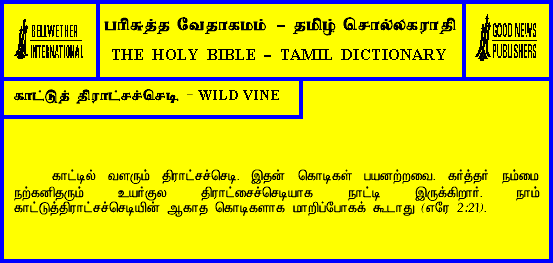 BELLWETHER
INTERNATIONAL
பரிசுத்த வேதாகமம் – தமிழ் சொல்லகராதி
THE HOLY BIBLE – TAMIL DICTIONARY
GOOD NEWS
PUBLISHERS
காட்டுத் திராட்சச்செடி – WILD VINE
காட்டில் வளரும் திராட்சச்செடி. இதன் கொடிகள் பயனற்றவை. கர்த்தர் நம்மை
நற்கனிதரும் உயர்குல திராட்சைச்செடியாக நாட்டி இருக்கிறார். நாம்
காட்டுத்திராட்சச்செடியின் ஆகாத கொடிகளாக மாறிப்போகக் கூடாது (எரே 2:21).